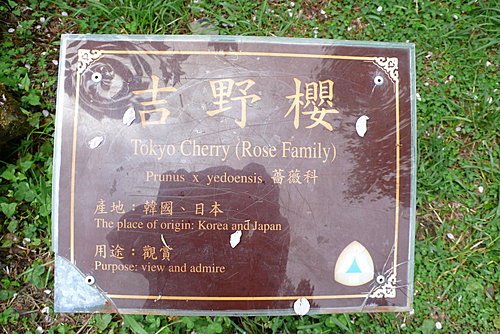 吉野櫻
Tokyo Cherry (Rose Family)
Prunus x yedoensis 薔薇科
產地：韓國、日本
The place of origin: Korea and Japan
用途：觀賞
Purpose: view and admire